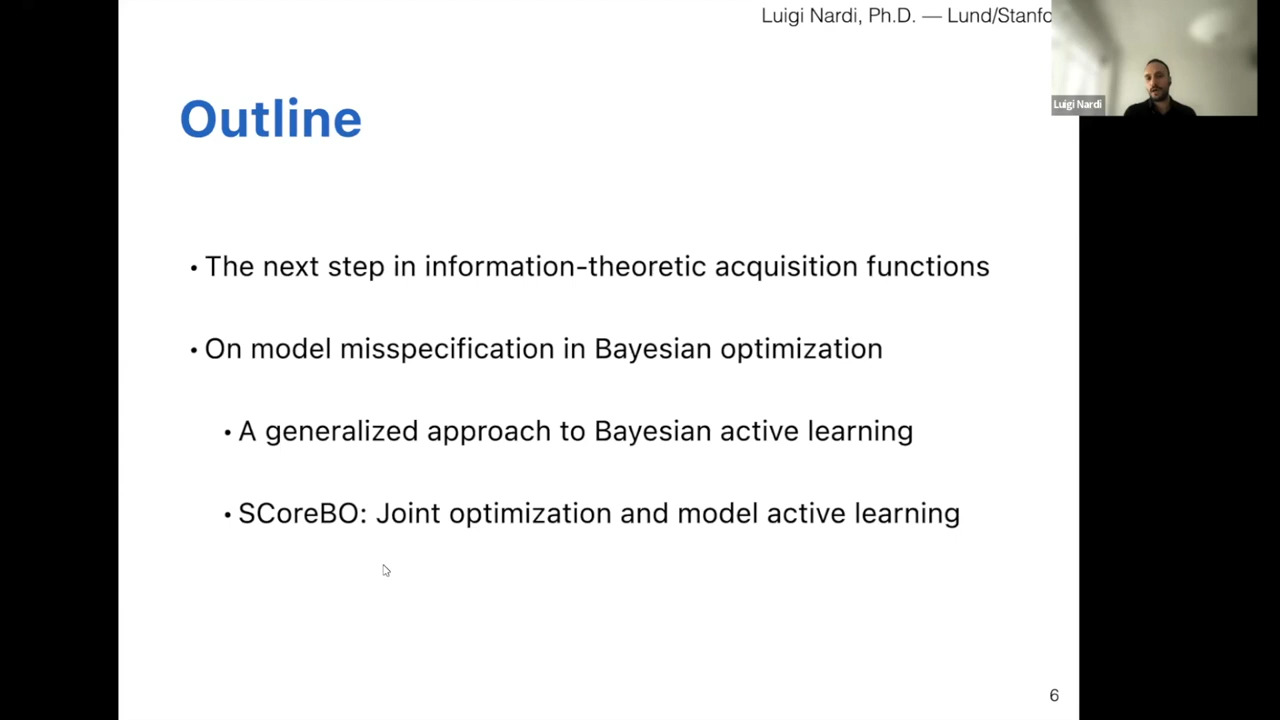 Luigi Nardi, Ph.D. — Lund/Stanfo
Luigi Nardi
Outline
• The next step in information-theoretic acquisition functions
• On model misspecification in Bayesian optimization
• A generalized approach to Bayesian active learning
• SCoreBO: Joint optimization and model active learning
6